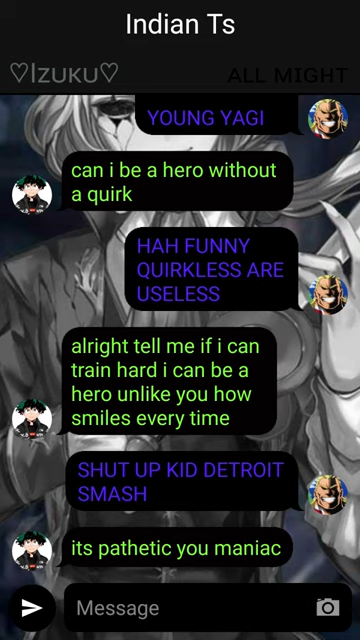 Indian Ts
♡Izuku♡
ALL MIGHT
YOUNG YAGI
can i be a hero without
a quirk
HAH FUNNY
QUIRKLESS ARE
USELESS
alright tell me if i can
train hard i can be a
hero unlike you how
smiles every time
SHUT UP KID DETROIT
SMASH
its pathetic you maniac
Message